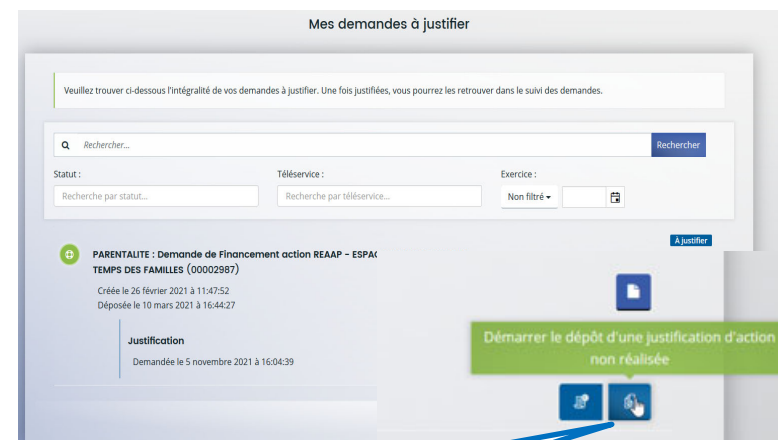 Mes demandes à justifier
Veuillez trouver ci-dessous l'intégralité de vos demandes à justifier. Une fois justifiées, vous pourrez les retrouver dans le suivi des demandes.
Rechercher...
Rechercher
Statut :
Téléservice :
Exercice :
Recherche par statut...
Recherche par téléservice...
Non filtré
À justifier
PARENTALITE : Demande de Financement action REAAP - ESPAC
TEMPS DES FAMILLES (00002987)
Créée le 26 février 2021 à 11:47:52
Déposée le 10 mars 2021 à 16:44:27
Justification
Demandée le 5 novembre 2021 à 16:04:39
Démarrer le dépôt d'une justification d'action
non réalisée